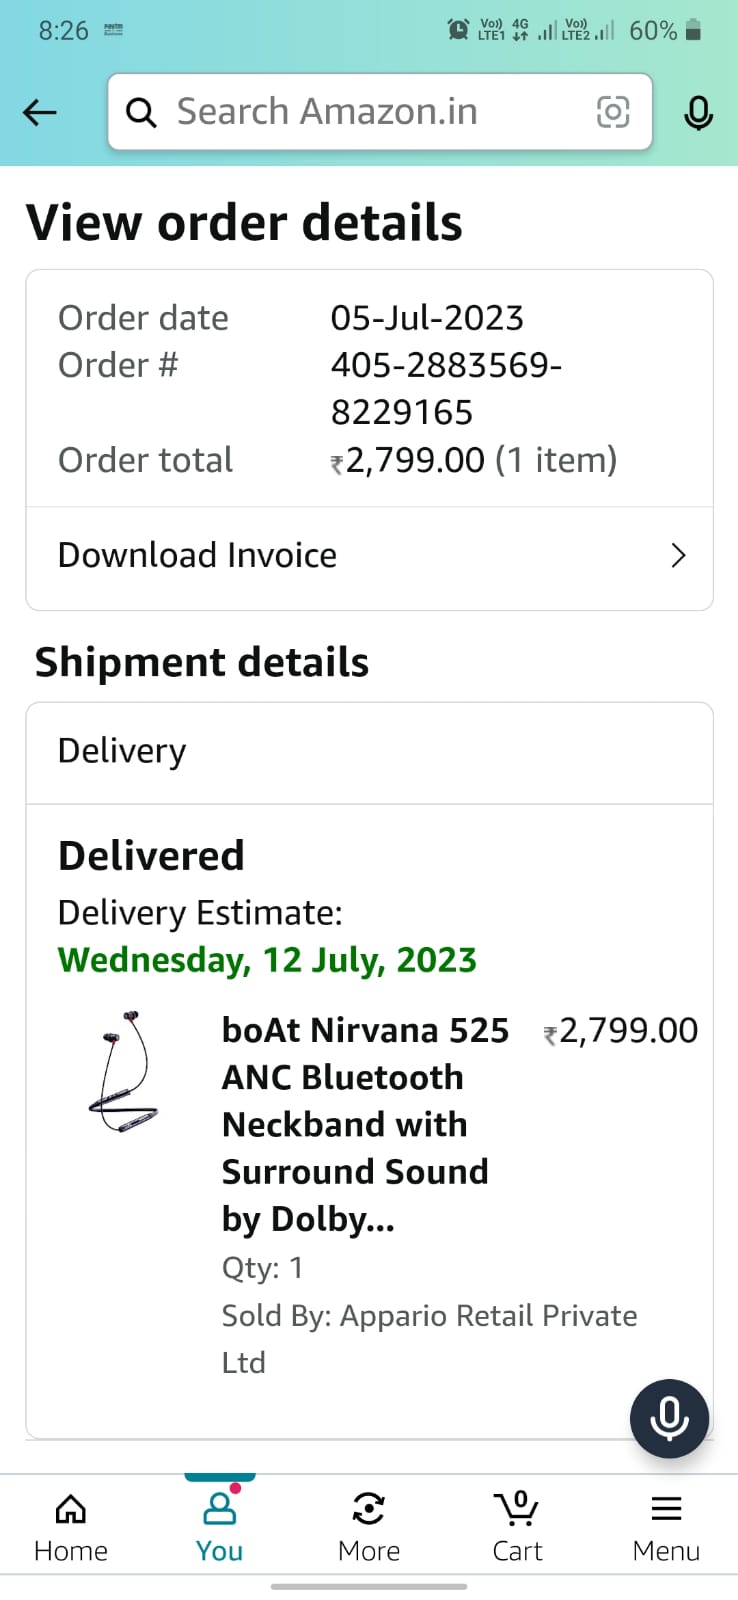 8:26
Vo)) LTE1 4G Vo)) LTE2 60%
Search Amazon.in
View order details
Order date 05-Jul-2023
Order # 405-2883569-
8229165
Order total ₹2,799.00 (1 item)
Download Invoice
Shipment details
Delivery
Delivered
Delivery Estimate:
Wednesday, 12 July, 2023
boAt Nirvana 525 ₹2,799.00
ANC Bluetooth
Neckband with
Surround Sound
by Dolby...
Qty: 1
Sold By: Appario Retail Private
Ltd
0
Home You More Cart Menu